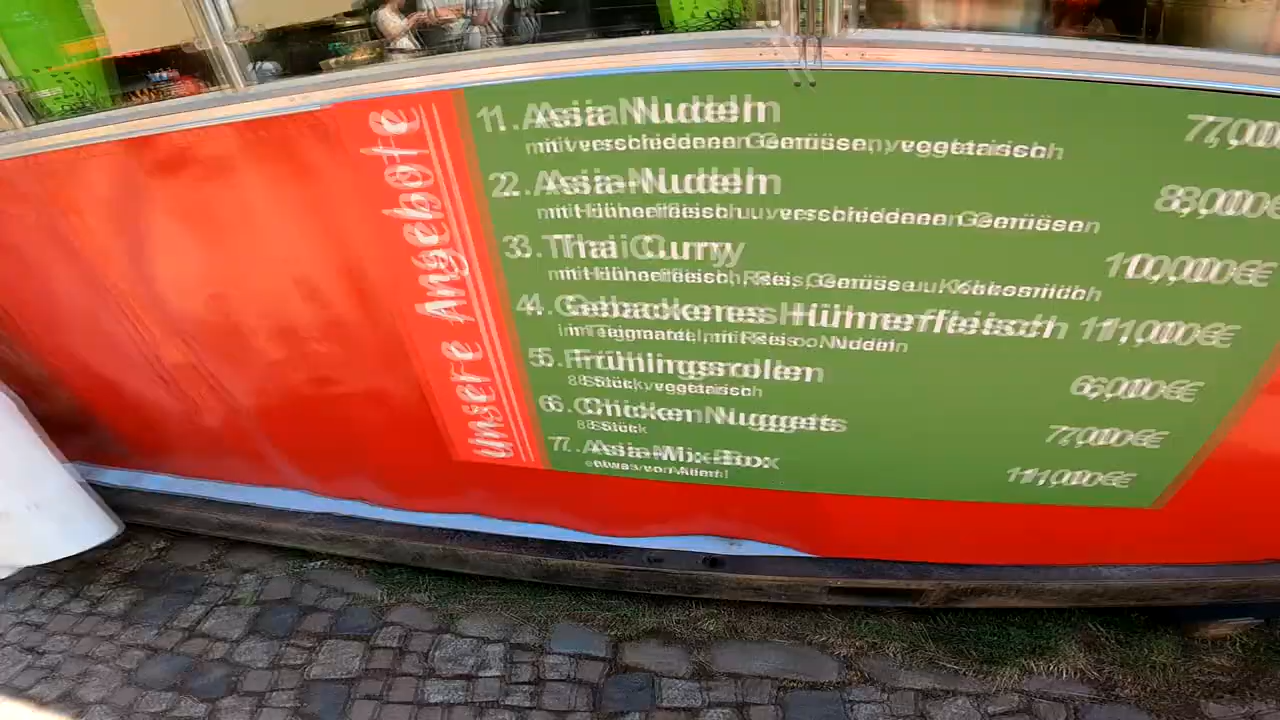 unsere Angebote
1. Asia Nudeln 7,00
mit verschiedenen Gemüsen, vegetarisch
2. Asia-Nudeln 8,00€
mit Hühnerfleisch u. verschiedenen Gemüsen
3. Thai Curry 10,00€
mit Hühnerfleisch, Reis, Gemüse u. Kokosmilch
4. Gebackenes Hühnerfleisch 11,00€
im Teigmantel, mit Reis o. Nudeln
5. Frühlingsrollen 6,00€
8 Stück, vegetarisch
6. Chicken Nuggets 7,00€
8 Stück
7. Asia-Mix-Box 11,00€
etwas von Allem!